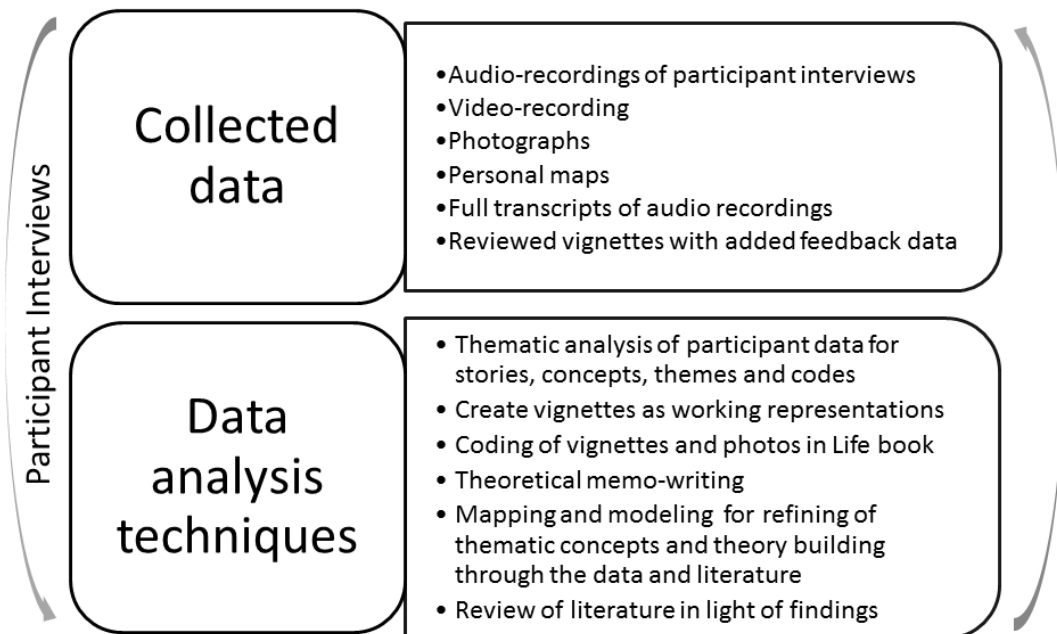 Participant Interviews
Collected
data
•Audio-recordings of participant interviews
•Video-recording
•Photographs
•Personal maps
•Full transcripts of audio recordings
•Reviewed vignettes with added feedback data
Data
analysis
techniques
• Thematic analysis of participant data for
stories, concepts, themes and codes
• Create vignettes as working representations
• Coding of vignettes and photos in Life book
• Theoretical memo-writing
• Mapping and modeling for refining of
thematic concepts and theory building
through the data and literature
• Review of literature in light of findings